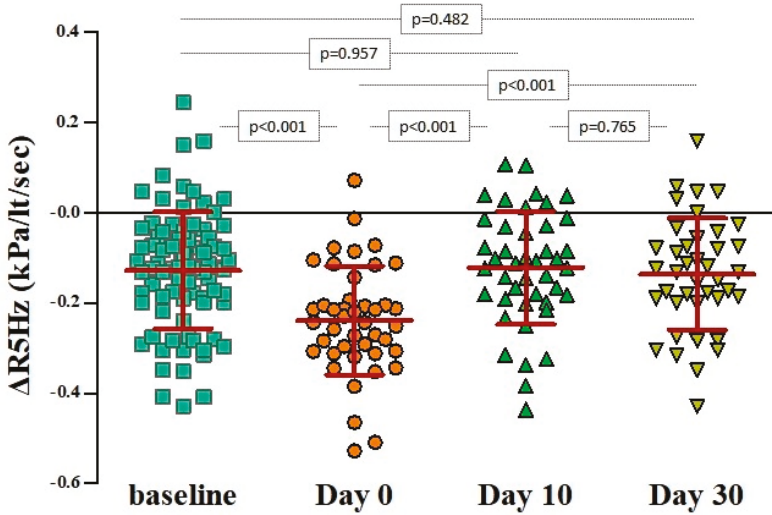 p=0.482
0.4
p=0.957
p<0.001
0.2
p<0.001 p<0.001 p=0.765
-0.0
ΔR5Hz (kPa/lt/sec)
-0.2
-0.4
-0.6
baseline Day 0 Day 10 Day 30